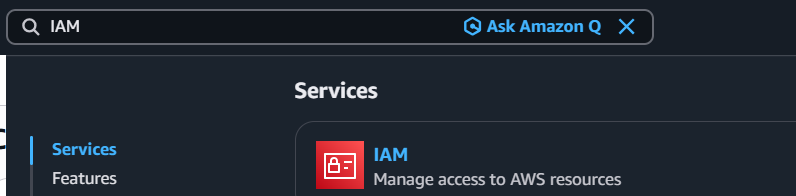 IAM Ask Amazon Q
Services
Services
IAM
Manage access to AWS resources
Features